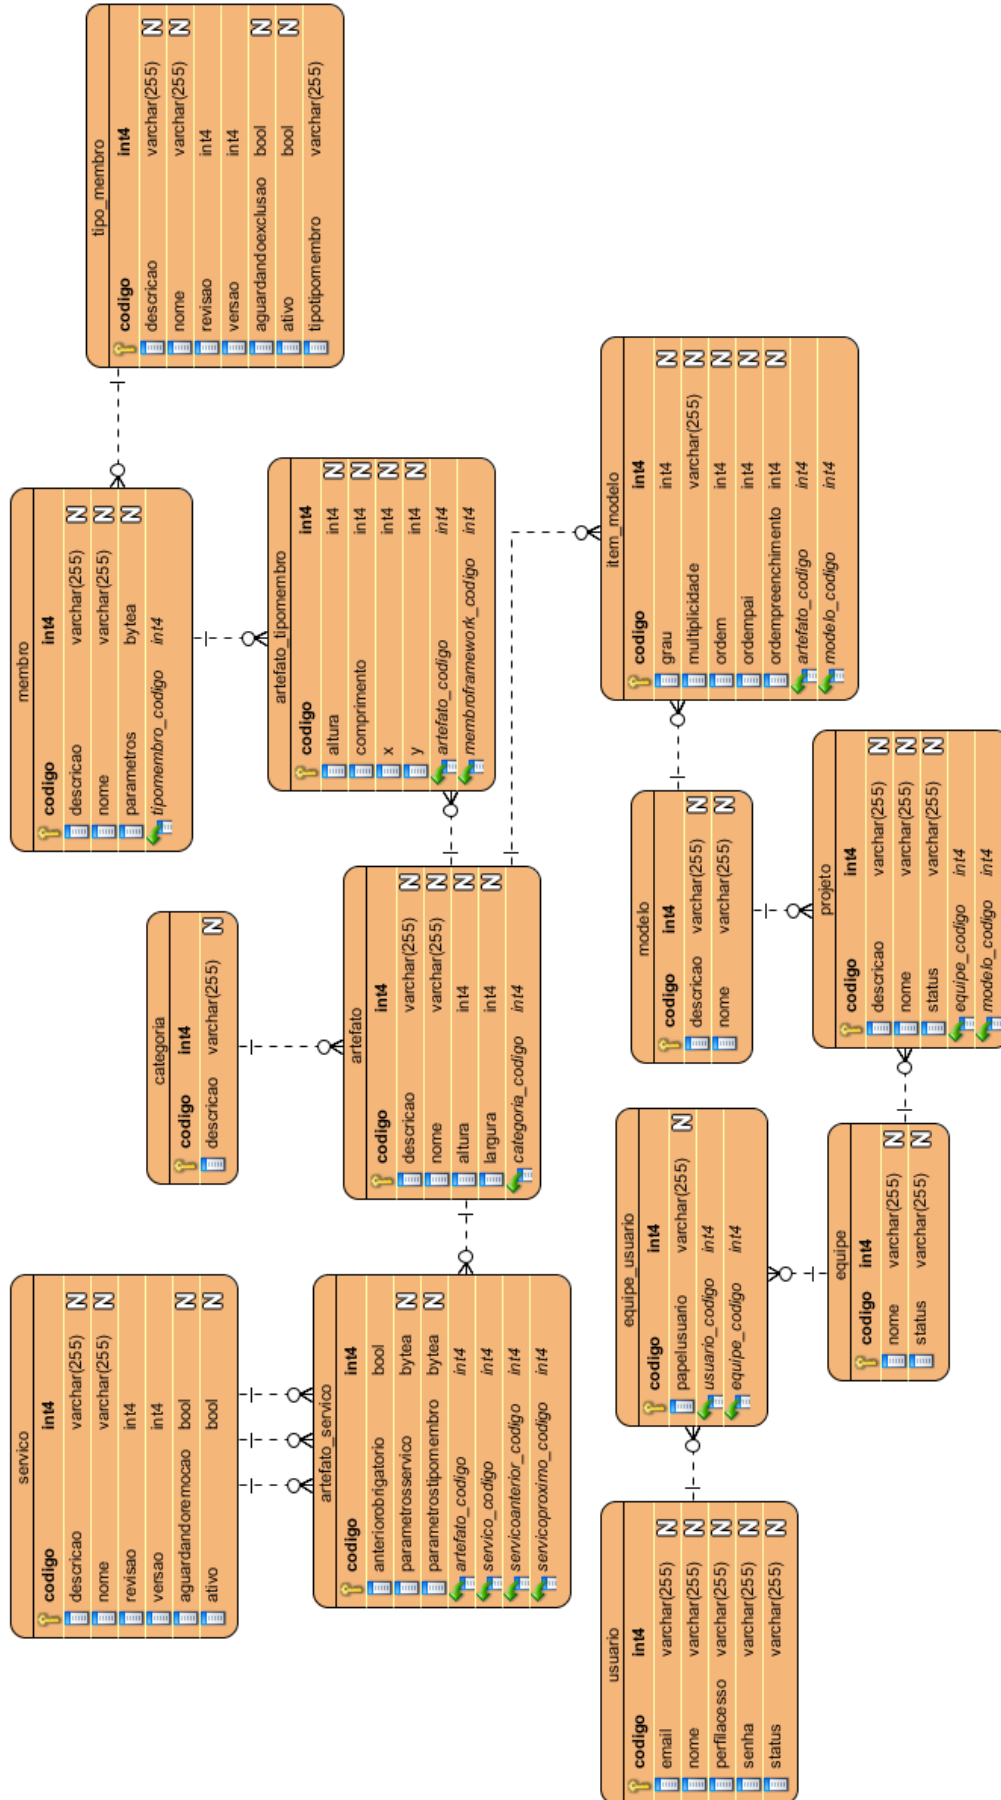 servico
codigo int4
descricao varchar(255) N
nome varchar(255) N
revisao int4
versao int4
aguardandoremocao bool N
ativo bool N
categoria
codigo int4
descricao varchar(255) N
membro
codigo int4
descricao varchar(255) N
nome varchar(255) N
parametros bytea N
tipomembro_codigo int4
tipo_membro
codigo int4
descricao varchar(255) N
nome varchar(255) N
revisao int4
versao int4
aguardandoexclusao bool N
ativo bool N
tipotipomembro varchar(255)
artefato_servico
codigo int4
anteriorobrigatorio bool
parametrosservico bytea N
parametrostipomembro bytea N
artefato_codigo int4
servico_codigo int4
servicoanterior_codigo int4
servicoproximo_codigo int4
artefato
codigo int4
descricao varchar(255) N
nome varchar(255) N
altura int4 N
largura int4 N
categoria_codigo int4
artefato_tipomembro
codigo int4
altura int4 N
comprimento int4 N
x int4 N
y int4 N
artefato_codigo int4
membroframework_codigo int4
usuario
codigo int4
email varchar(255) N
nome varchar(255) N
perfilacesso varchar(255) N
senha varchar(255) N
status varchar(255) N
equipe_usuario
codigo int4
papelusuario varchar(255) N
usuario_codigo int4
equipe_codigo int4
modelo
codigo int4
descricao varchar(255) N
nome varchar(255) N
item_modelo
codigo int4
grau int4 N
multiplicidade varchar(255) N
ordem int4 N
ordempai int4 N
ordempreenchimento int4 N
artefato_codigo int4
modelo_codigo int4
equipe
codigo int4
nome varchar(255) N
status varchar(255) N
projeto
codigo int4
descricao varchar(255) N
nome varchar(255) N
status varchar(255) N
equipe_codigo int4
modelo_codigo int4